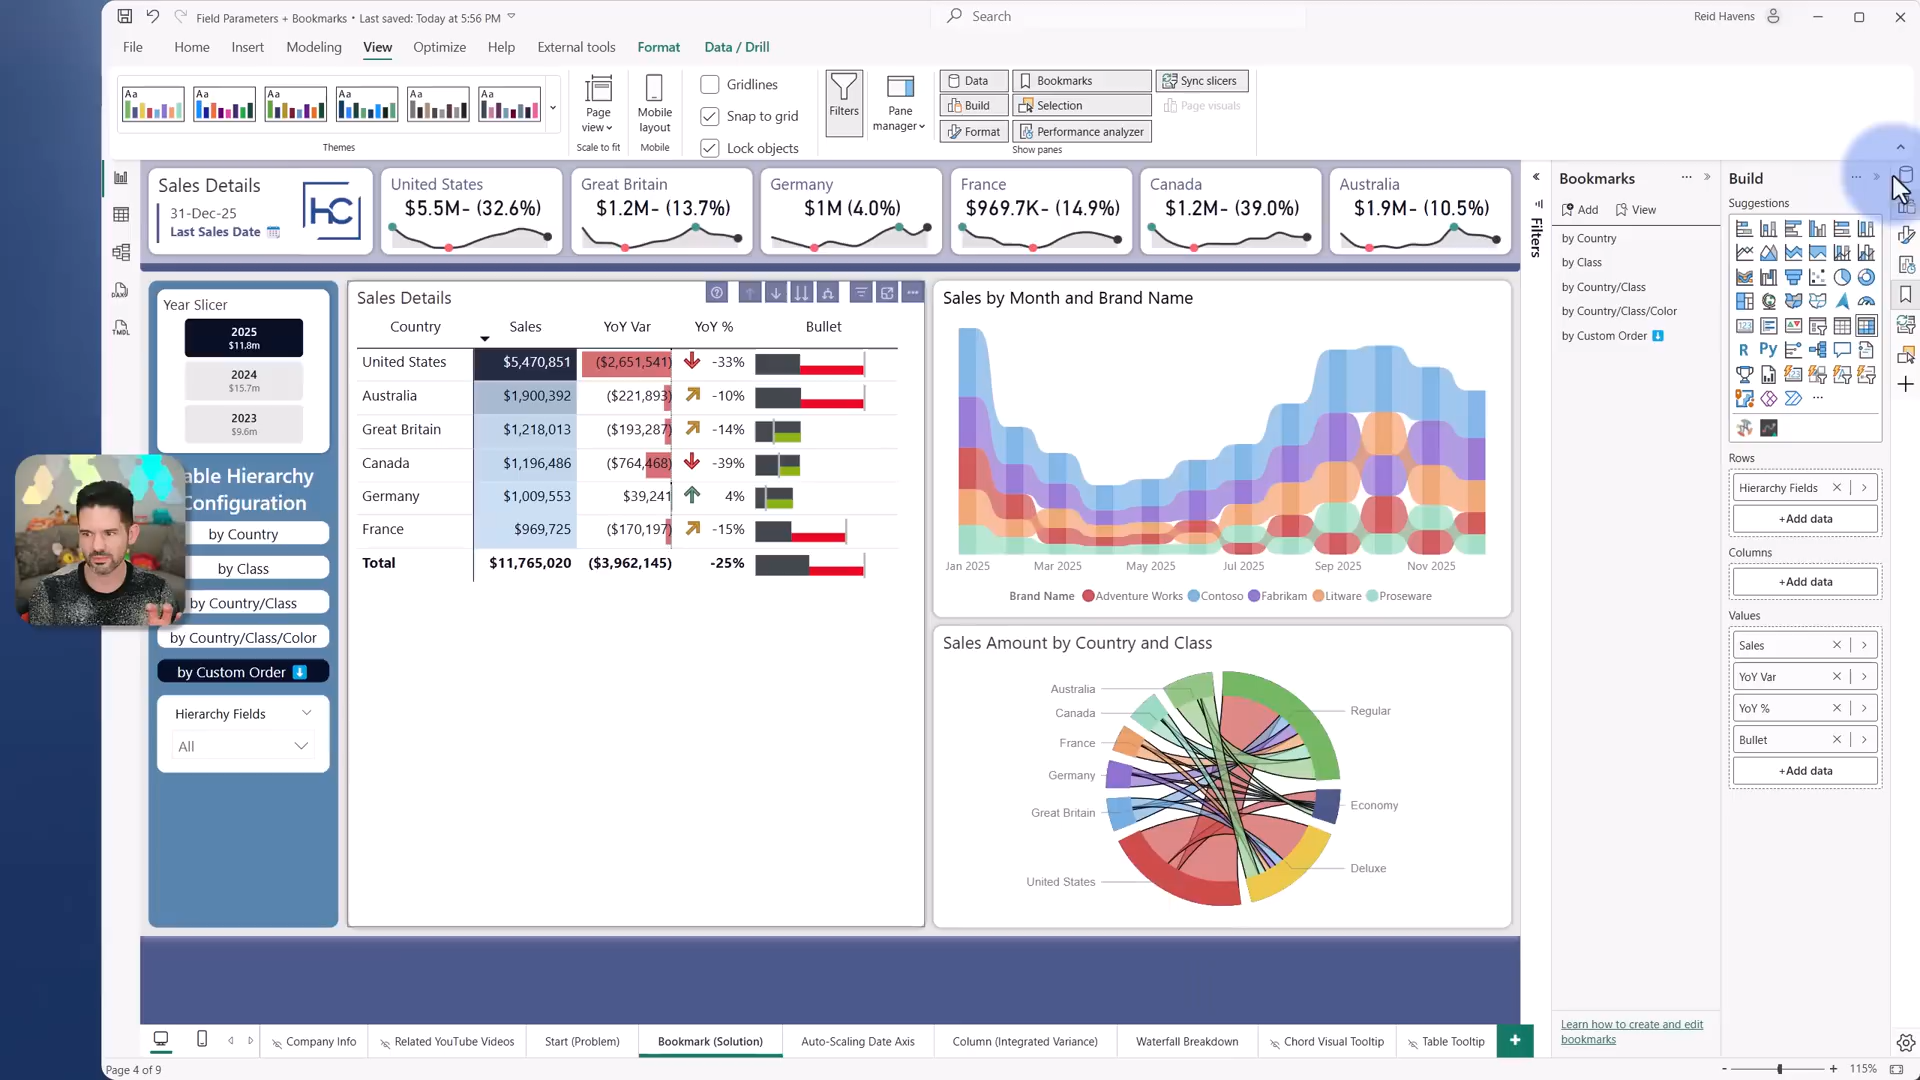 Field Parameters + Bookmarks • Last saved: Today at 5:56 PM
Search
Reid Havens
File Home Insert Modeling View Optimize Help External tools Format Data / Drill
Aa Aa Aa Aa Aa Aa
Themes
Page view
Scale to fit
Mobile layout
Mobile
Gridlines
Snap to grid
Lock objects
Filters
Pane manager
Data
Build
Format
Bookmarks
Selection
Performance analyzer
Sync slicers
Page visuals
Show panes
Sales Details
31-Dec-25
Last Sales Date
HC
United States
$5.5M- (32.6%)
Great Britain
$1.2M- (13.7%)
Germany
$1M (4.0%)
France
$969.7K- (14.9%)
Canada
$1.2M- (39.0%)
Australia
$1.9M- (10.5%)
DAX
TMDL
Year Slicer
2025
$11.8m
2024
$15.7m
2023
$9.6m
able Hierarchy
Configuration
by Country
by Class
by Country/Class
by Country/Class/Color
by Custom Order
Hierarchy Fields
All
Sales Details
Country Sales YoY Var YoY % Bullet
United States $5,470,851 ($2,651,541) -33%
Australia $1,900,392 ($221,893) -10%
Great Britain $1,218,013 ($193,287) -14%
Canada $1,196,486 ($764,468) -39%
Germany $1,009,553 $39,241 4%
France $969,725 ($170,197) -15%
Total $11,765,020 ($3,962,145) -25%
Sales by Month and Brand Name
Jan 2025 Mar 2025 May 2025 Jul 2025 Sep 2025 Nov 2025
Brand Name Adventure Works Contoso Fabrikam Litware Proseware
Sales Amount by Country and Class
Australia
Canada
France
Germany
Great Britain
United States
Regular
Economy
Deluxe
Filters
Bookmarks
Add View
by Country
by Class
by Country/Class
by Country/Class/Color
by Custom Order
Learn how to create and edit
bookmarks
Build
Suggestions
R Py
Rows
Hierarchy Fields
+Add data
Columns
+Add data
Values
Sales
YoY Var
YoY %
Bullet
+Add data
Company Info Related YouTube Videos Start (Problem) Bookmark (Solution) Auto-Scaling Date Axis Column (Integrated Variance) Waterfall Breakdown Chord Visual Tooltip Table Tooltip
Page 4 of 9
115%